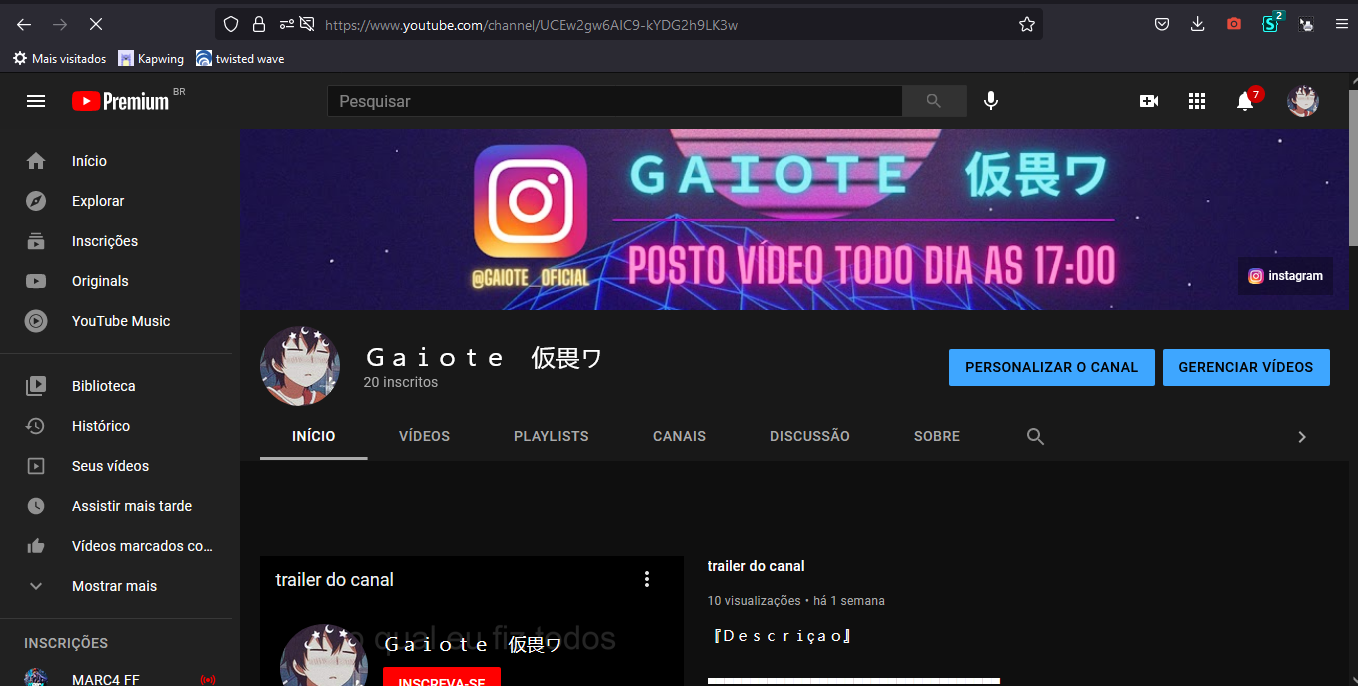 https://www.youtube.com/channel/UCEw2gw6AIC9-kYDG2h9LK3w
2
Mais visitados
Kapwing
twisted wave
Premium BR
Pesquisar
7
Início
Explorar
Inscrições
Originals
YouTube Music
Biblioteca
Histórico
Seus vídeos
Assistir mais tarde
Vídeos marcados co...
Mostrar mais
INSCRIÇÕES
MARC4 FF
GAIOTE 仮畏ワ
POSTO VÍDEO TODO DIA AS 17:00
@GAIOTE_OFICIAL
instagram
Ｇａｉｏｔｅ　仮畏ワ
20 inscritos
PERSONALIZAR O CANAL
GERENCIAR VÍDEOS
INÍCIO
VÍDEOS
PLAYLISTS
CANAIS
DISCUSSÃO
SOBRE
trailer do canal
o qual eu fiz todos
Ｇａｉｏｔｅ　仮畏ワ
INSCREVA-SE
trailer do canal
10 visualizações • há 1 semana
『Ｄｅｓｃｒｉçａｏ』